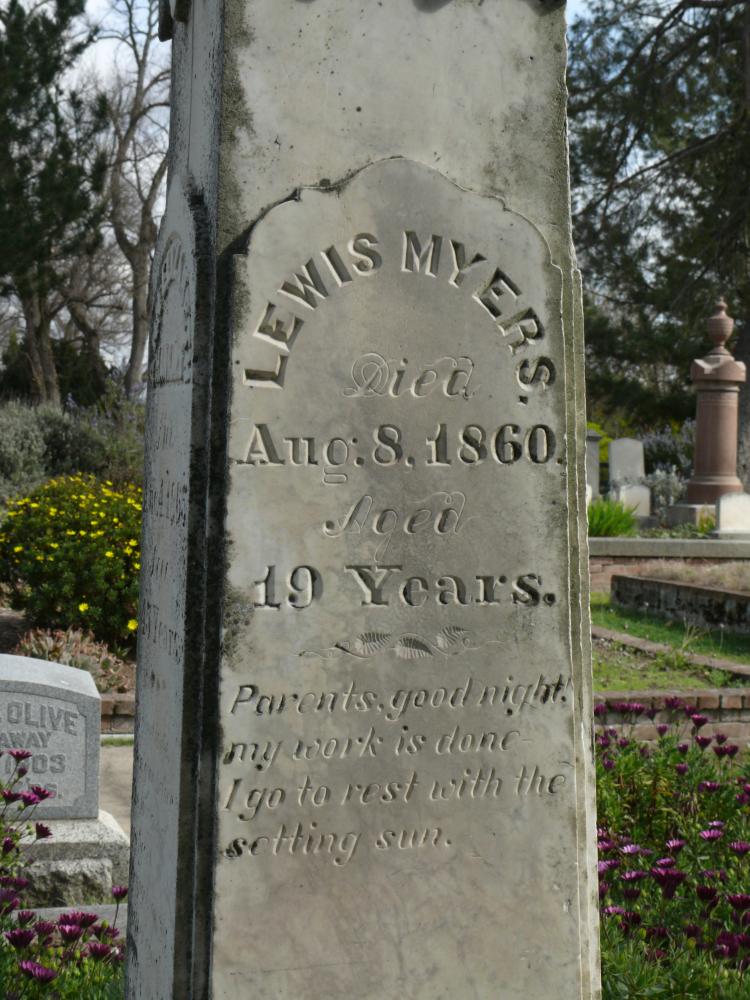 LEWIS MYERS.
Died
Aug. 8, 1860.
Aged
19 Years.
Parents, good night!
my work is done-
I go to rest with the
setting sun.
OLIVE
AWAY